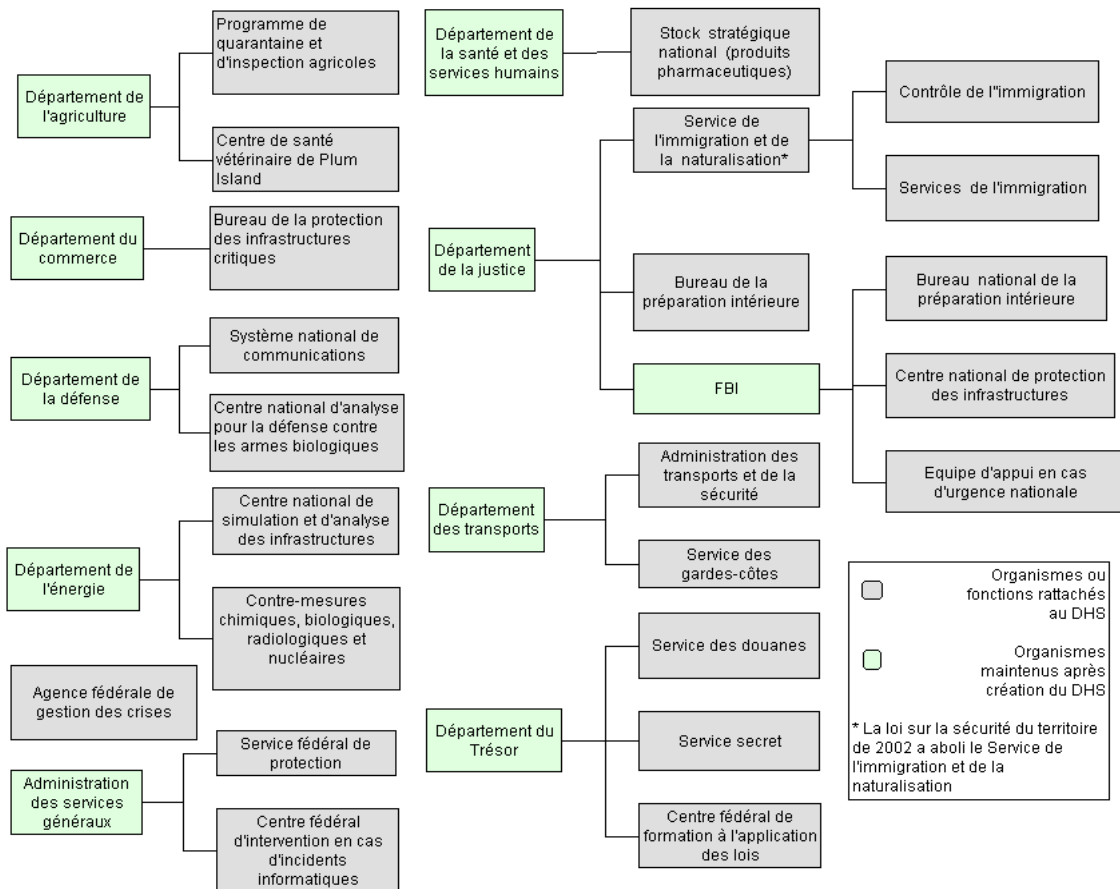 Programme de
quarantaine et
d'inspection agricoles
Département de
l'agriculture
Centre de santé
vétérinaire de Plum
Island
Département du
commerce
Bureau de la protection
des infrastructures
critiques
Département de
la défense
Système national de
communications
Centre national d'analyse
pour la défense contre
les armes biologiques
Département de
l'énergie
Centre national de
simulation et d'analyse
des infrastructures
Contre-mesures
chimiques, biologiques,
radiologiques et
nucléaires
Agence fédérale de
gestion des crises
Administration
des services
généraux
Service fédéral de
protection
Centre fédéral
d'intervention en cas
d'incidents
informatiques
Département de
la santé et des
services humains
Stock stratégique
national (produits
pharmaceutiques)
Département
de la justice
Service de
l'immigration et de
la naturalisation*
Contrôle de l''immigration
Services de l'immigration
Bureau de la
préparation intérieure
FBI
Bureau national de la
préparation intérieure
Centre national de protection
des infrastructures
Equipe d'appui en cas
d'urgence nationale
Département
des transports
Administration des
transports et de la
sécurité
Service des
gardes-côtes
Département du
Trésor
Service des douanes
Service secret
Centre fédéral de
formation à l'application
des lois
Organismes ou
fonctions rattachés
au DHS
Organismes
maintenus après
création du DHS
* La loi sur la sécurité du territoire
de 2002 a aboli le Service de
l'immigration et de la
naturalisation